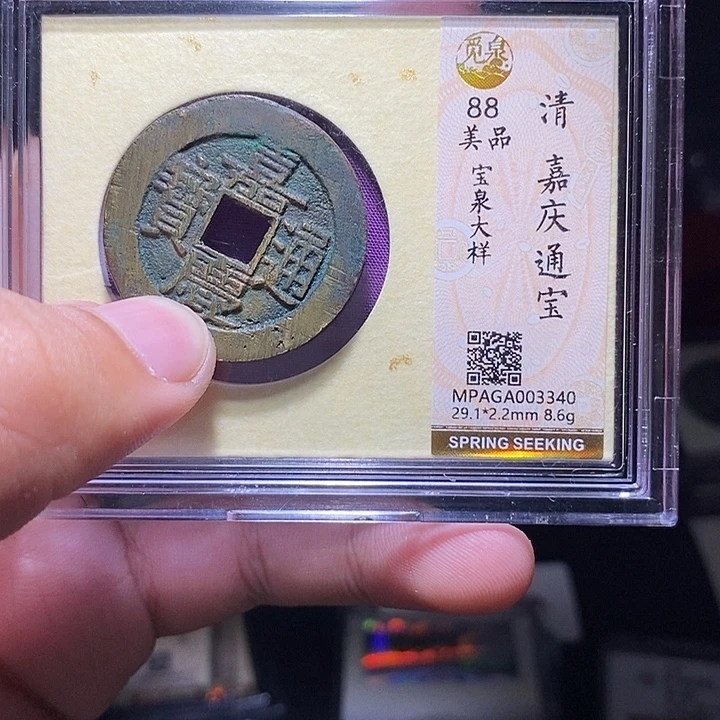 嘉慶通寶
覓泉
88
美品
宝泉大样
清 嘉庆通宝
MPAGA003340
29.1*2.2mm 8.6g
SPRING SEEKING